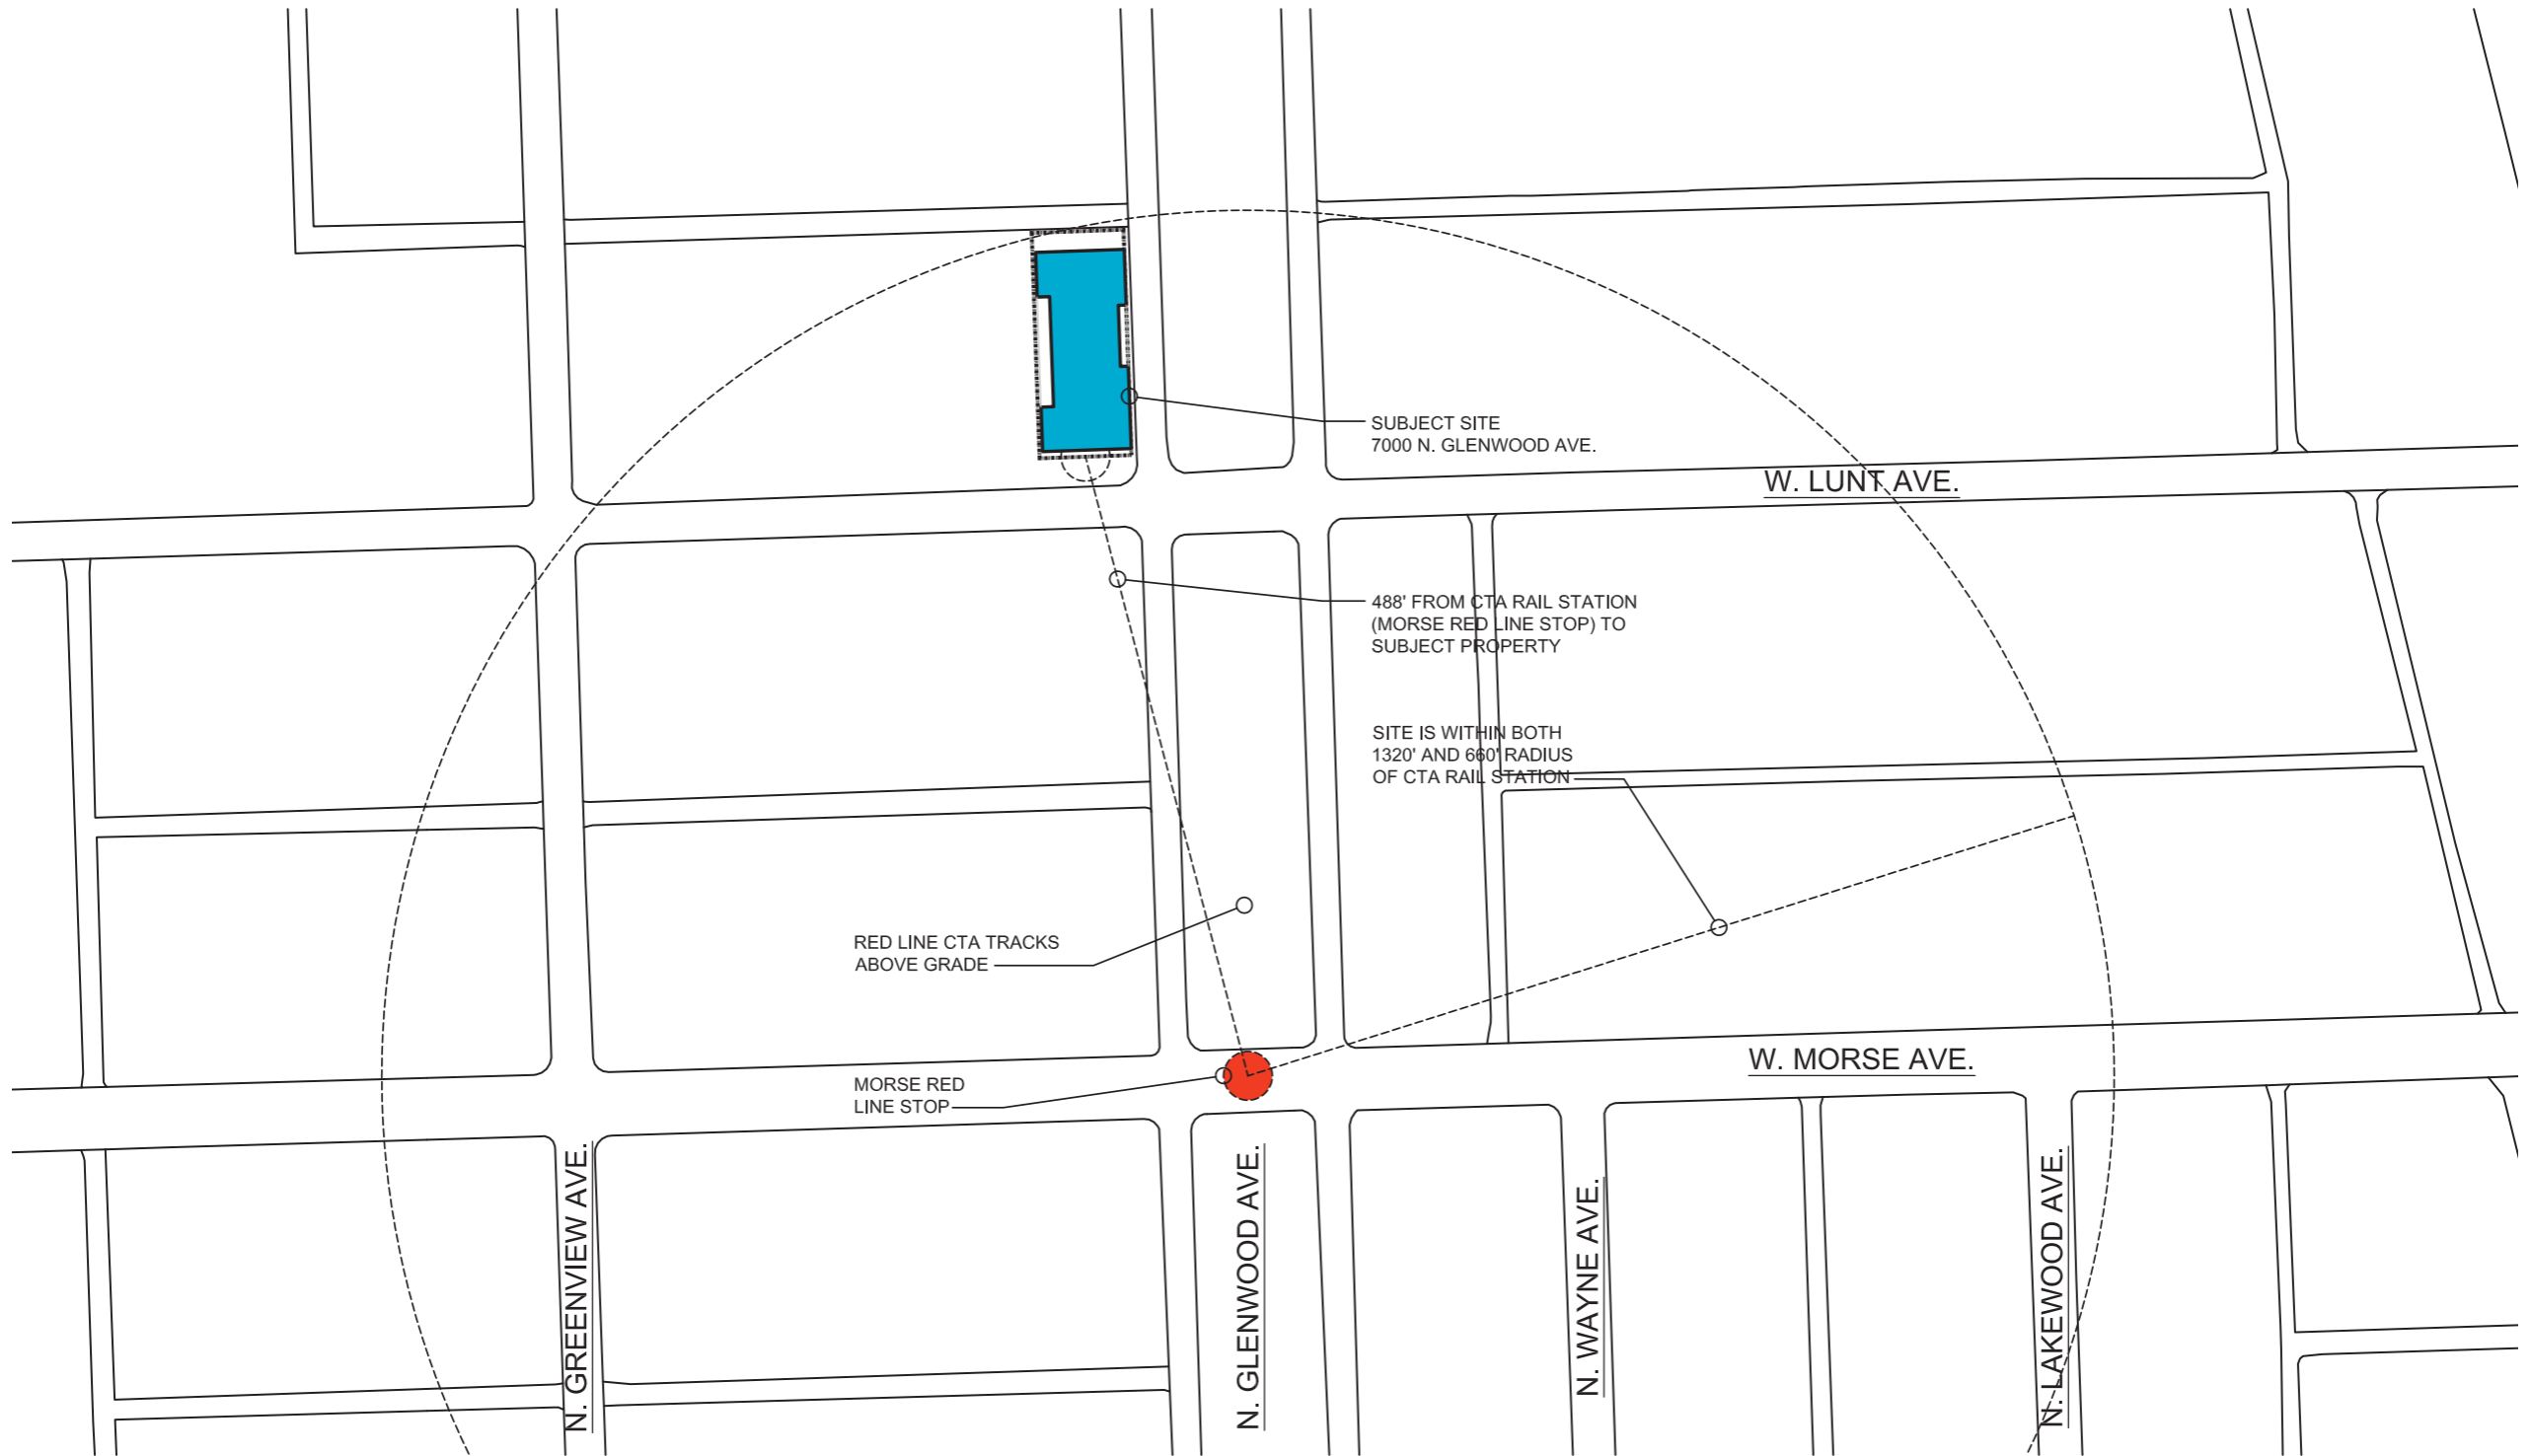 SUBJECT SITE
7000 N. GLENWOOD AVE.
W. LUNT AVE.
488' FROM CTA RAIL STATION
(MORSE RED LINE STOP) TO
SUBJECT PROPERTY
SITE IS WITHIN BOTH
1320' AND 660' RADIUS
OF CTA RAIL STATION
RED LINE CTA TRACKS
ABOVE GRADE
W. MORSE AVE.
MORSE RED
LINE STOP
N. GREENVIEW AVE.
N. GLENWOOD AVE.
N. WAYNE AVE.
N. LAKEWOOD AVE.